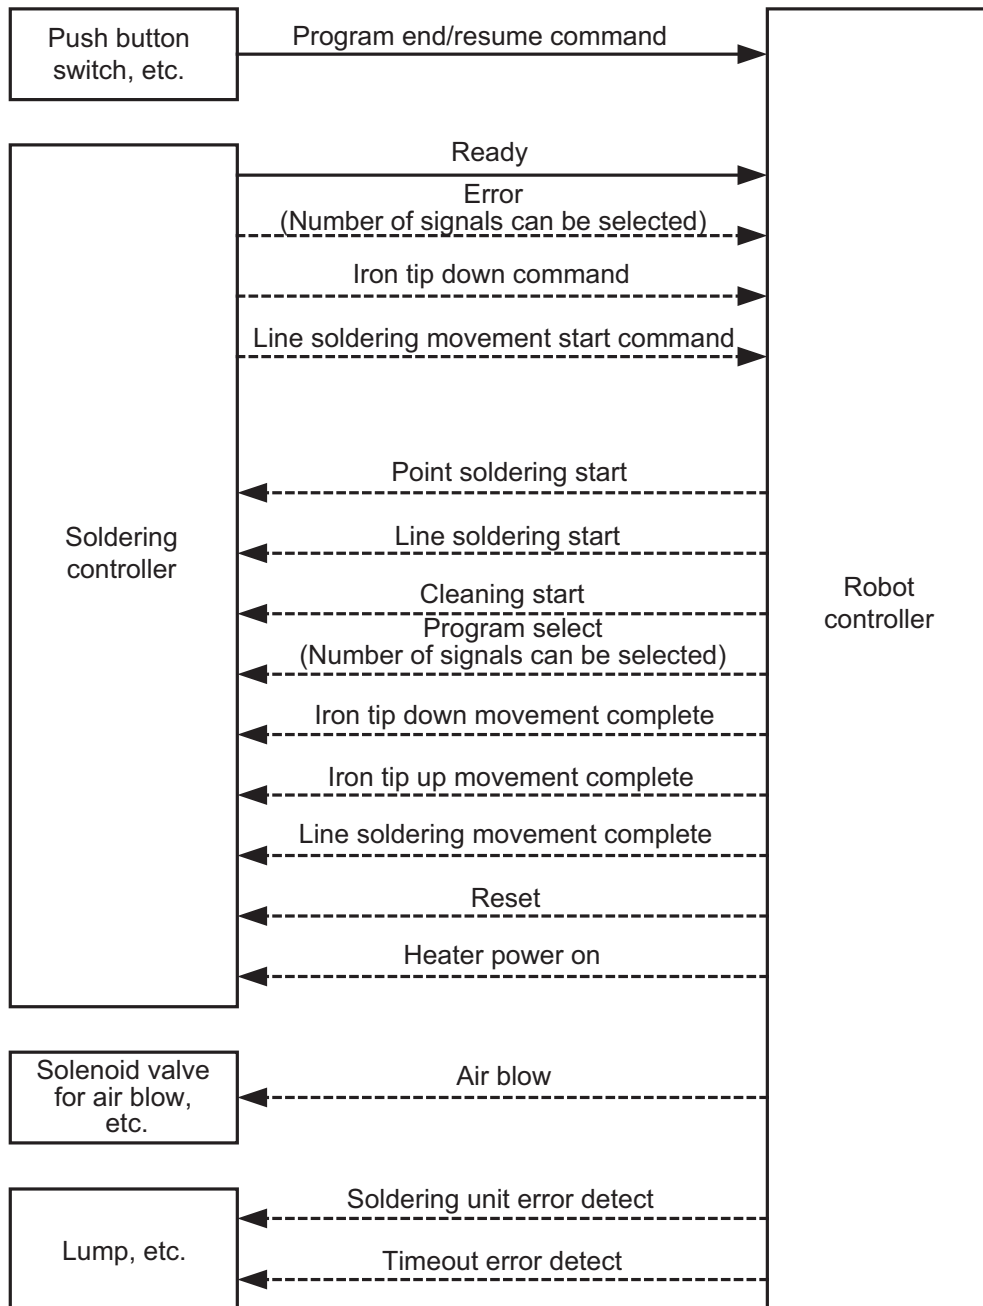 Push button
switch, etc.
Program end/resume command
Ready
Error
(Number of signals can be selected)
Iron tip down command
Line soldering movement start command
Point soldering start
Line soldering start
Soldering
controller
Cleaning start
Program select
(Number of signals can be selected)
Robot
controller
Iron tip down movement complete
Iron tip up movement complete
Line soldering movement complete
Reset
Heater power on
Solenoid valve
for air blow,
etc.
Air blow
Soldering unit error detect
Lump, etc.
Timeout error detect